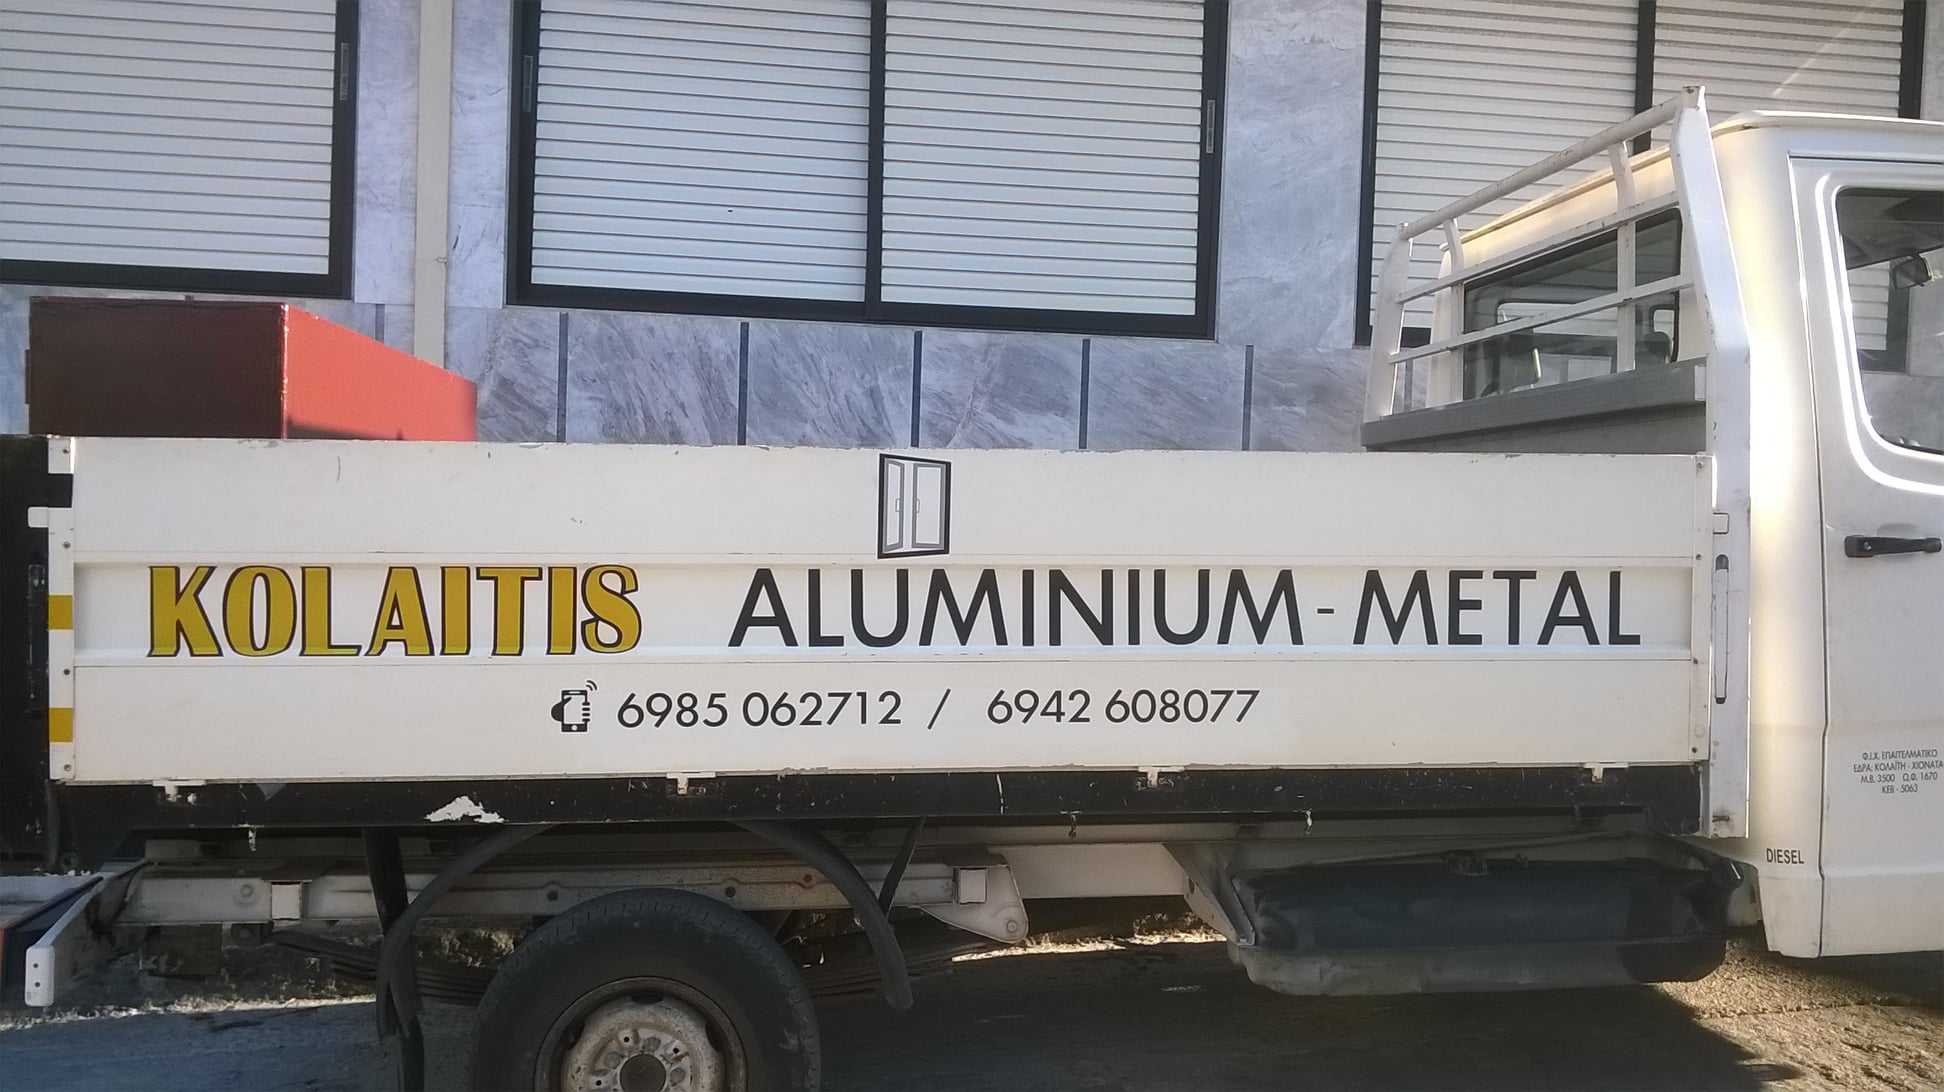 KOLAITIS ALUMINIUM-METAL
6985 062712 / 6942 608077
Φ.Ι.Χ. ΕΠΑΓΓΕΛΜΑΤΙΚΟ
ΕΔΡΑ: ΚΟΛΑΪΤΗ - ΧΙΟΝΑΤΑ
Μ.Β. 3500 Ω.Φ. 1670
ΚΕΒ - 5063
DIESEL